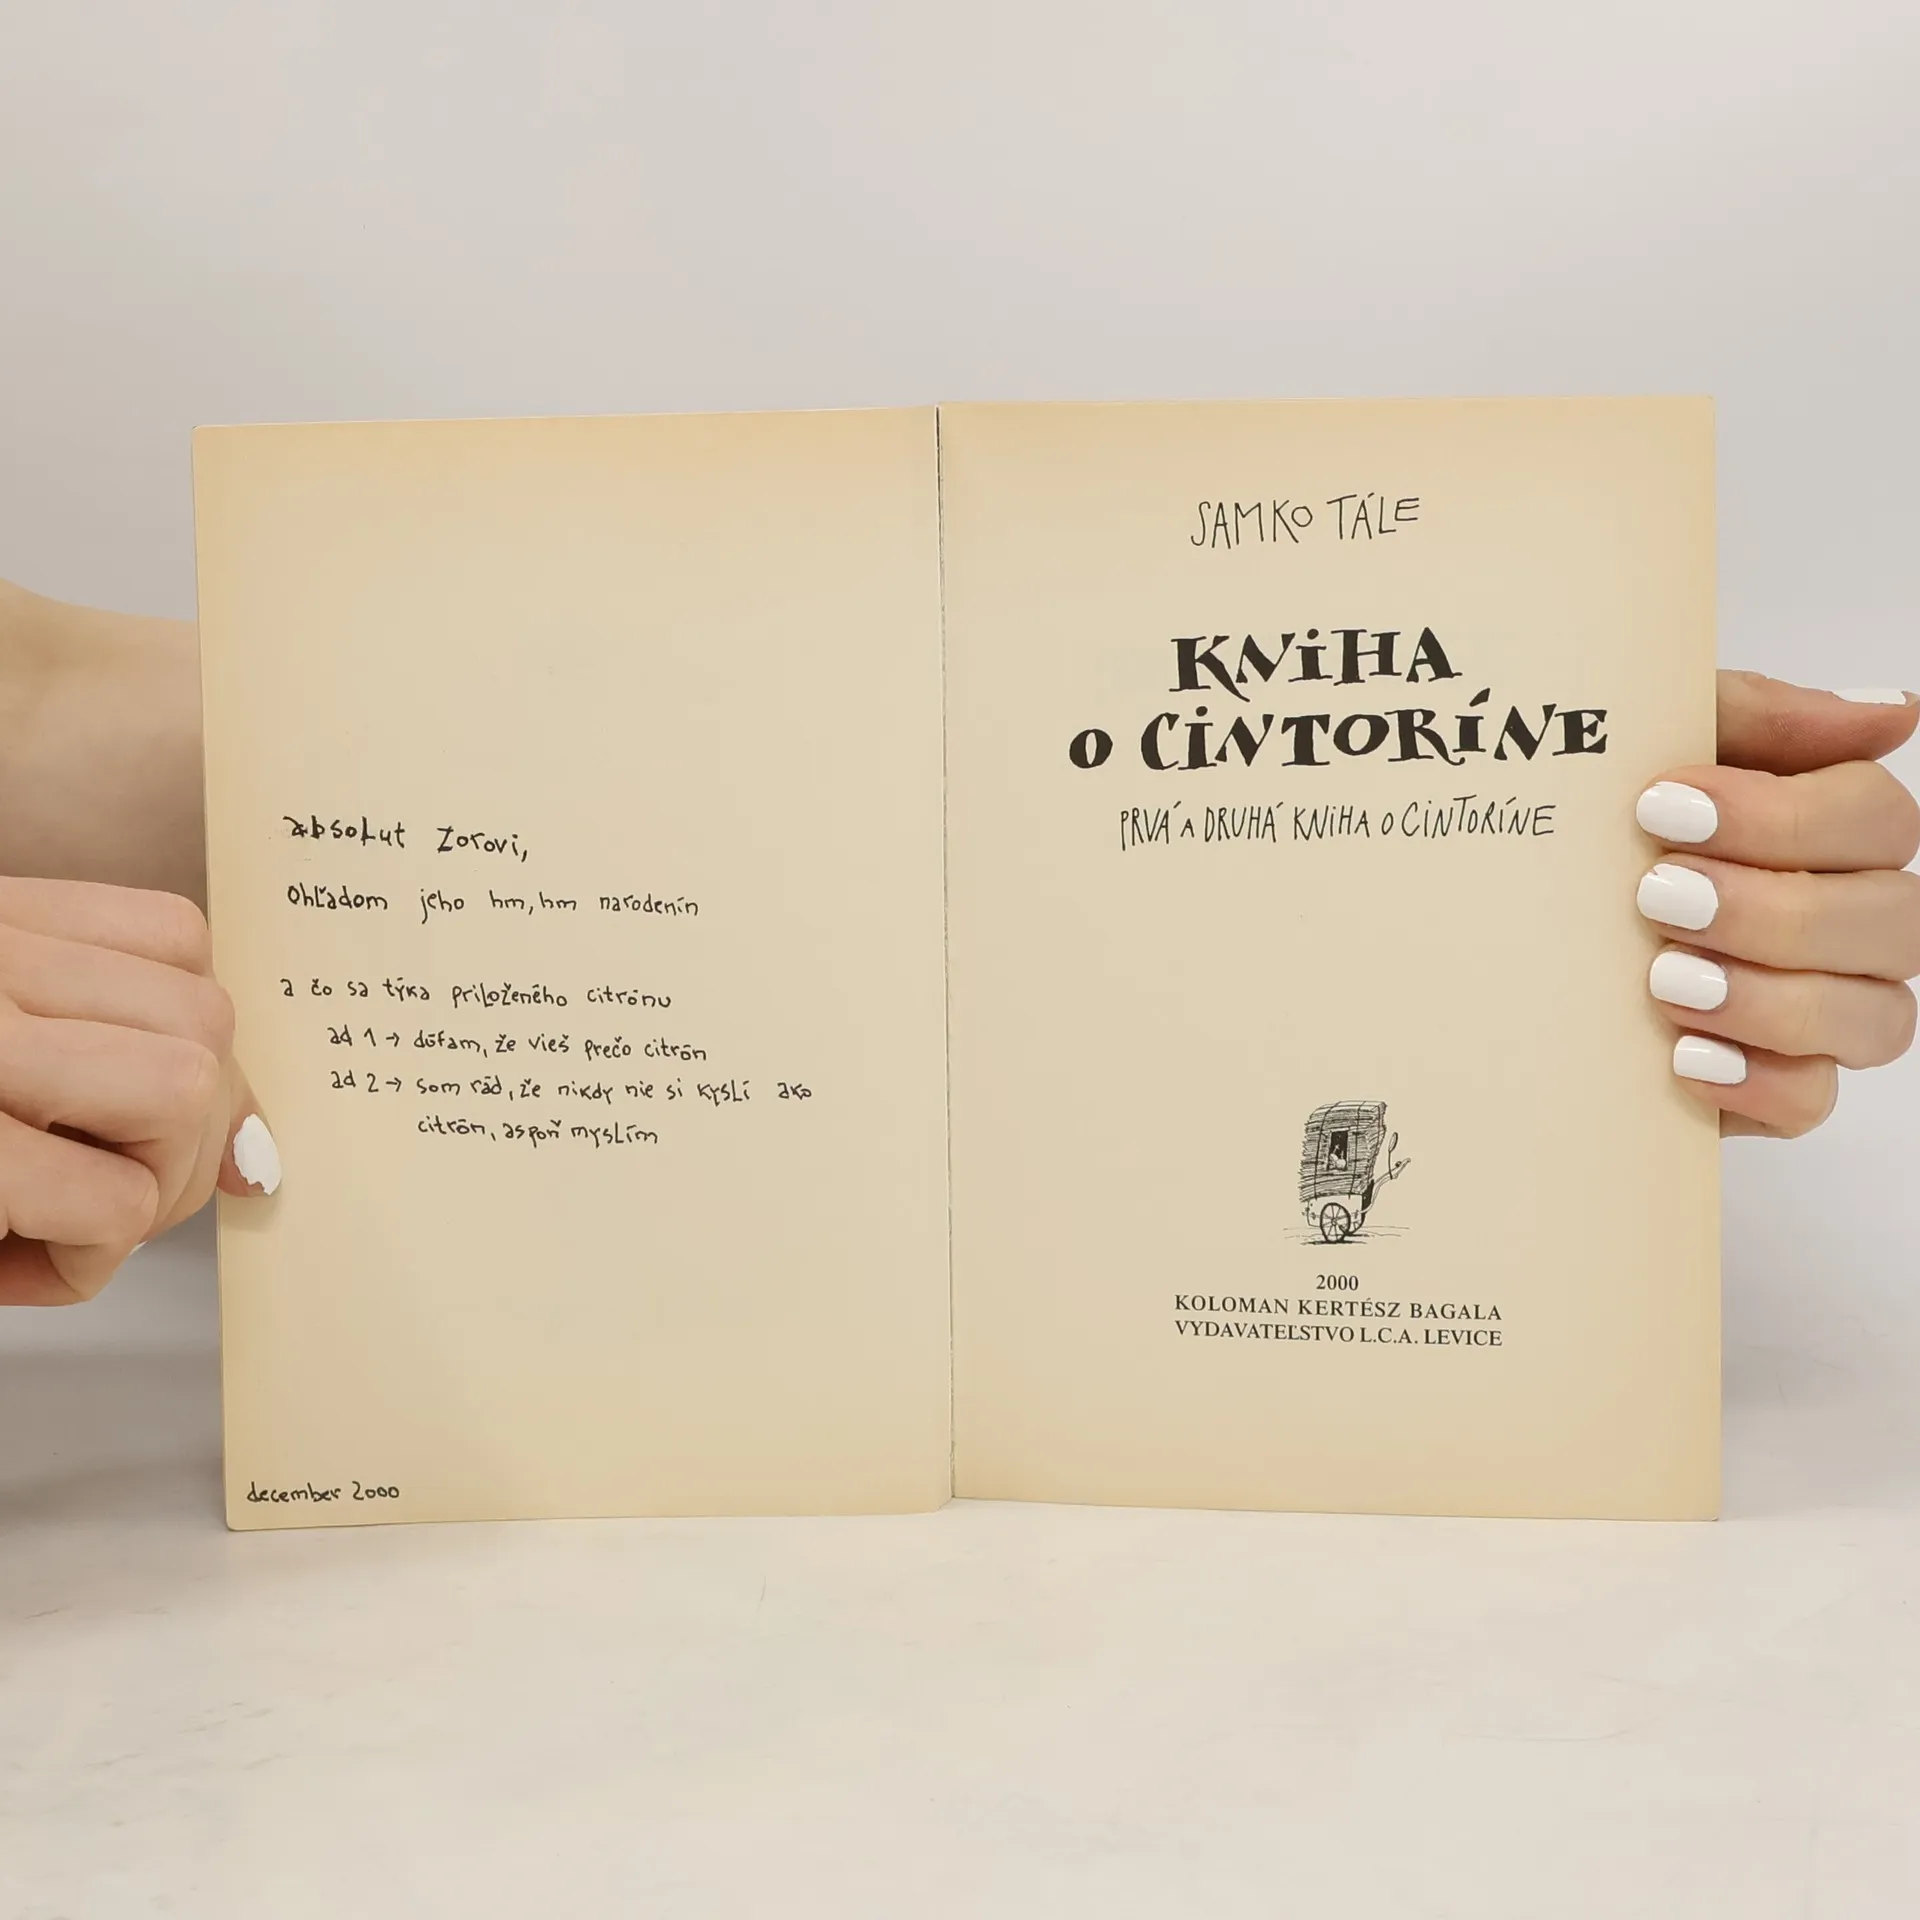 absolut Zorovi,
ohľadom jeho hm, hm narodenín
a čo sa týka priloženého citrónu
ad 1 → dúfam, že vieš prečo citrón
ad 2 → som rád, že nikdy nie si kyslí ako
citrón, aspoň myslím
december 2000
SAMKO TÁLE
KNiHA
O CiNTORÍNE
PRVÁ A DRUHÁ KNiHA O CiNTORÍNE
2000
KOLOMAN KERTÉSZ BAGALA
VYDAVATEĽSTVO L.C.A. LEVICE